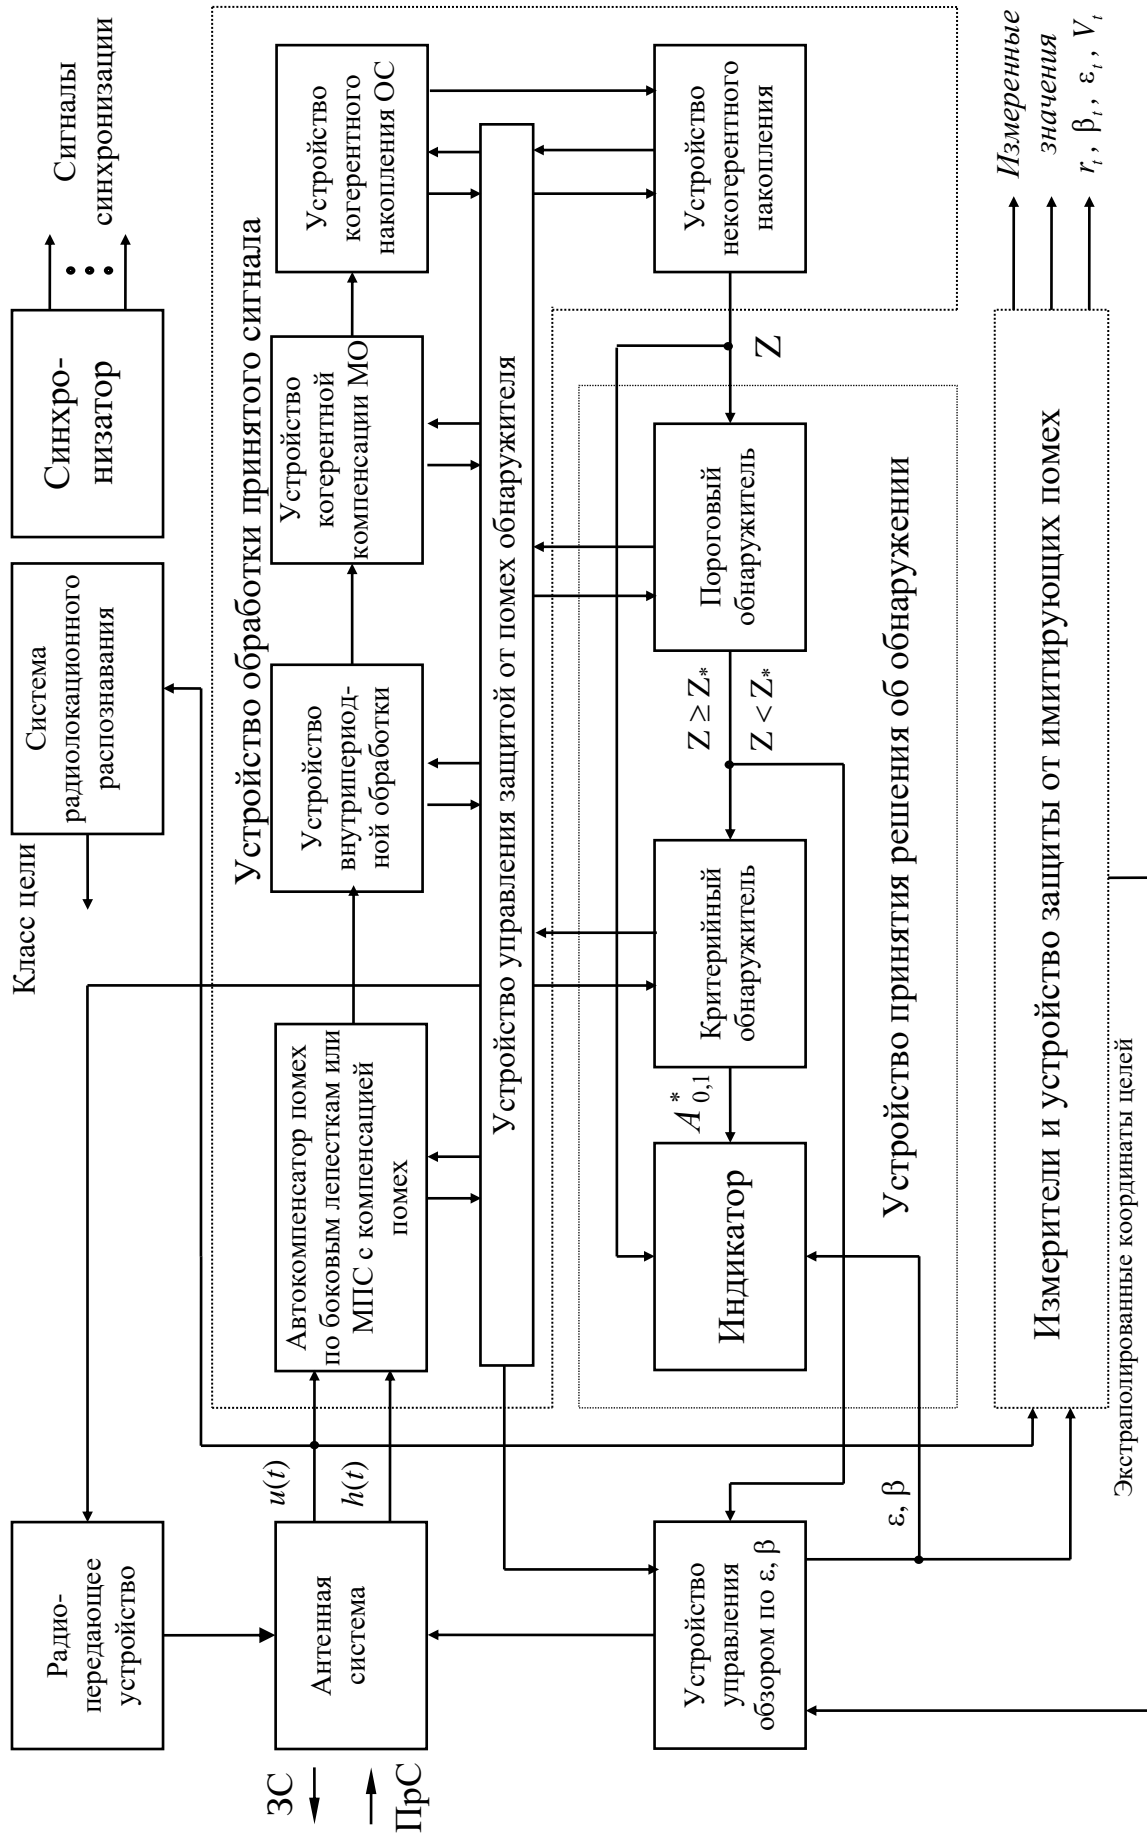 Радио-
передающее
устройство
Класс цели
Система
радиолокационного
распознавания
Синхро-
низатор
Сигналы
синхронизации
Устройство обработки принятого сигнала
ЗС
ПрС
Антенная
система
u(t)
h(t)
Автокомпенсатор помех
по боковым лепесткам или
МПС с компенсацией
помех
Устройство
внутрипериод-
ной обработки
Устройство
когерентной
компенсации МО
Устройство
когерентного
накопления ОС
Устройство управления защитой от помех обнаружителя
Устройство
управления
обзором по ε, β
Индикатор
A*0,1
Критерийный
обнаружитель
Z ≥ Z*
Z < Z*
Пороговый
обнаружитель
Z
Устройство
некогерентного
накопления
ε, β
Устройство принятия решения об обнаружении
Измерители и устройство защиты от имитирующих помех
Измеренные
значения
rt, βt, εt, Vt
Экстраполированные координаты целей